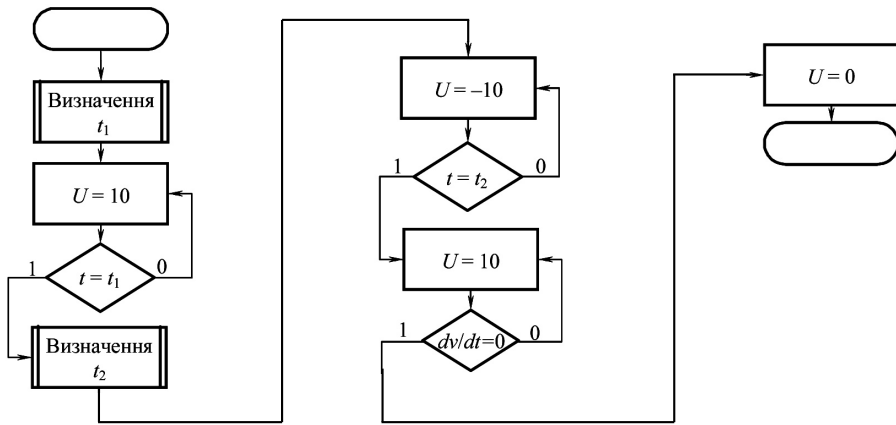 Визначення
t₁
U = 10
t = t₁
1
0
Визначення
t₂
U = –10
t = t₂
1
0
U = 10
dv/dt=0
1
0
U = 0